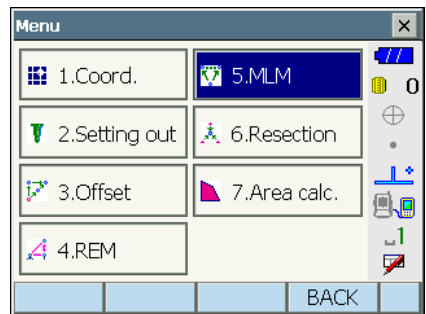 Menu
1.Coord.
5.MLM
2.Setting out
6.Resection
3.Offset
7.Area calc.
4.REM
0
1
BACK